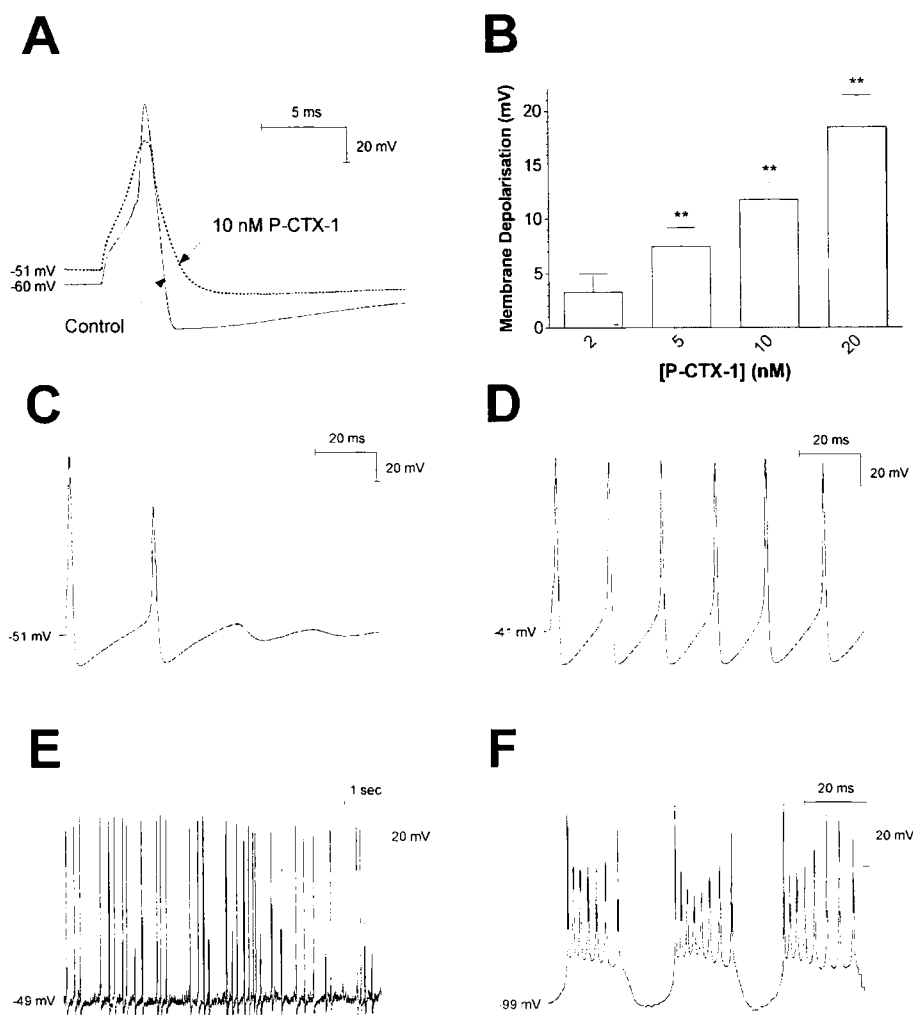 A
5 ms
20 mV
10 nM P-CTX-1
-51 mV
-60 mV
Control
B
Membrane Depolarisation (mV)
20
15
10
5
0
**
**
**
2
5
10
20
[P-CTX-1] (nM)
C
20 ms
20 mV
-51 mV
D
20 ms
20 mV
-41 mV
E
1 sec
20 mV
-49 mV
F
20 ms
20 mV
-99 mV